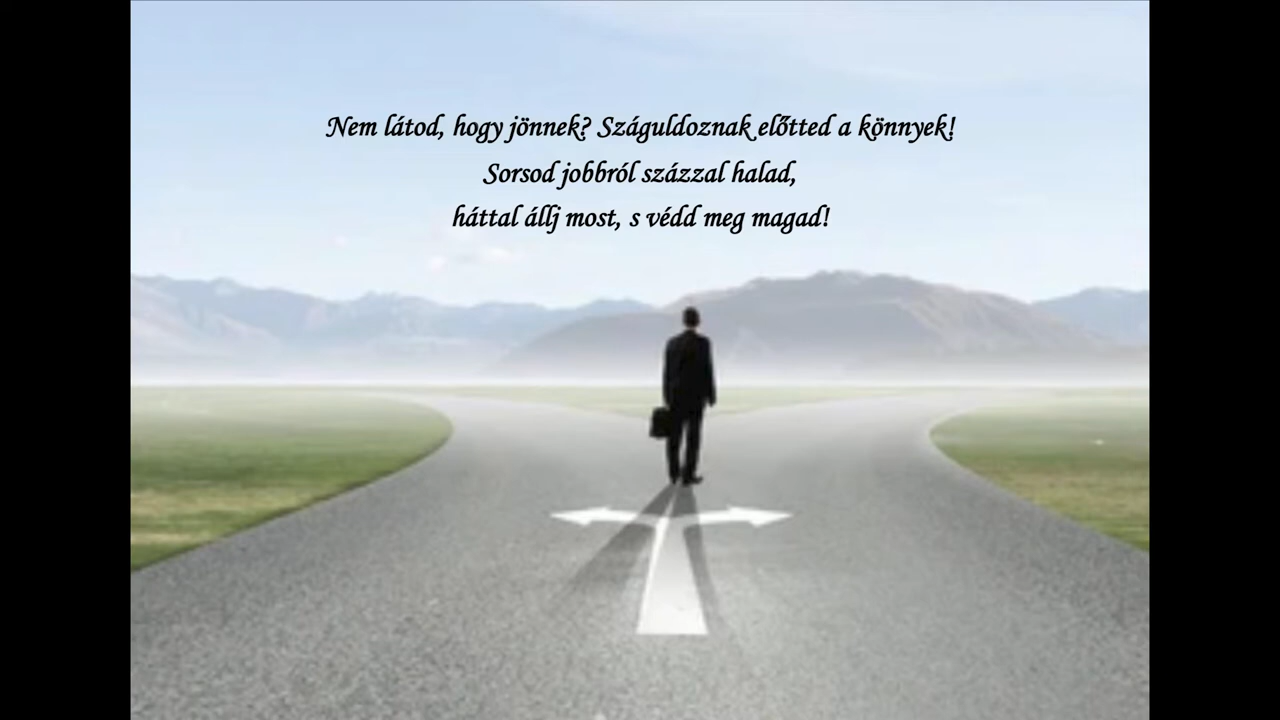 Nem látod, hogy jönnek? Száguldoznak előtted a könnyek!
Sorsod jobbról százzal halad,
háttal állj most, s védd meg magad!